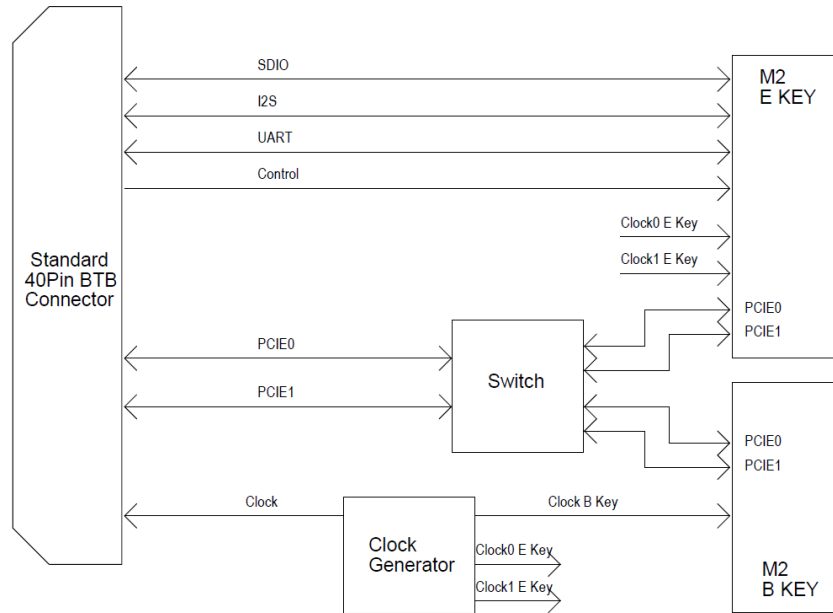 SDIO
I2S
UART
Control
M2
E KEY
Clock0 E Key
Clock1 E Key
Standard
40Pin BTB
Connector
PCIE0
PCIE1
PCIE0
PCIE1
Switch
PCIE0
PCIE1
Clock
Clock B Key
Clock
Generator
Clock0 E Key
Clock1 E Key
M2
B KEY